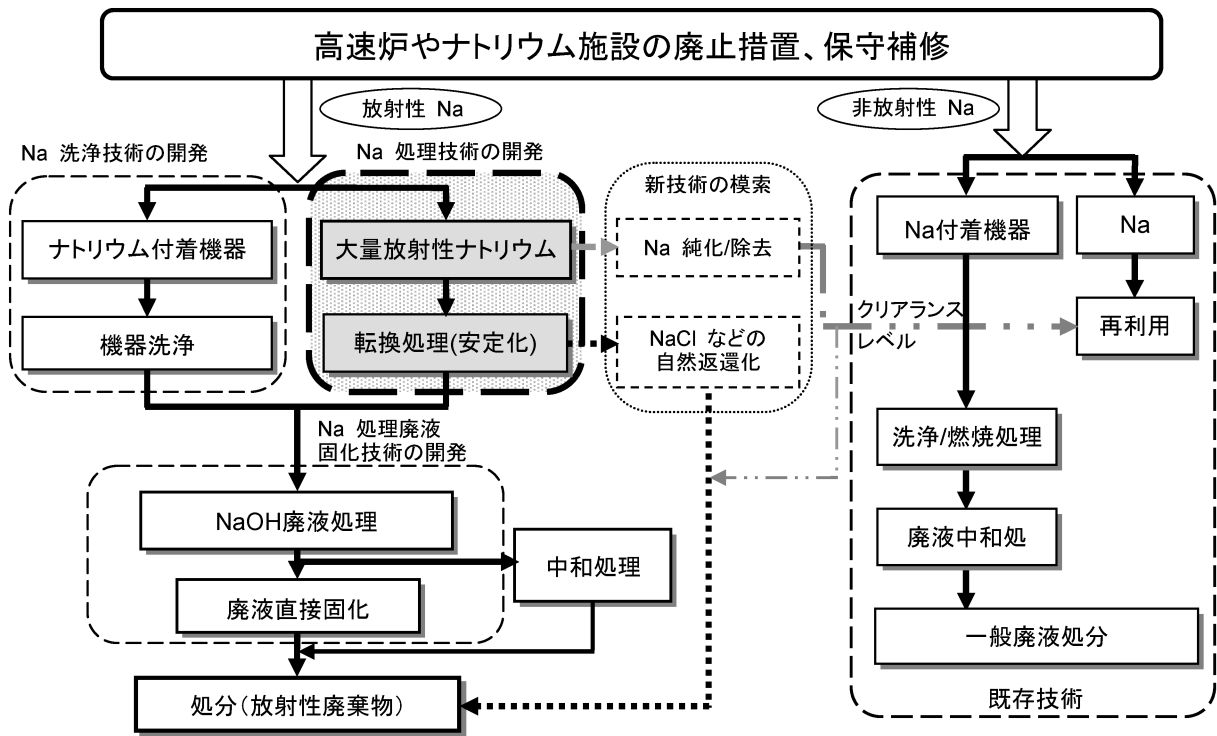 高速炉やナトリウム施設の廃止措置、保守補修
放射性 Na
非放射性 Na
Na 洗浄技術の開発
Na 処理技術の開発
ナトリウム付着機器
機器洗浄
大量放射性ナトリウム
転換処理(安定化)
新技術の模索
Na 純化/除去
NaCl などの
自然返還化
クリアランス
レベル
Na付着機器
Na
再利用
洗浄/燃焼処理
廃液中和処
一般廃液処分
既存技術
Na 処理廃液
固化技術の開発
NaOH廃液処理
中和処理
廃液直接固化
処分(放射性廃棄物)